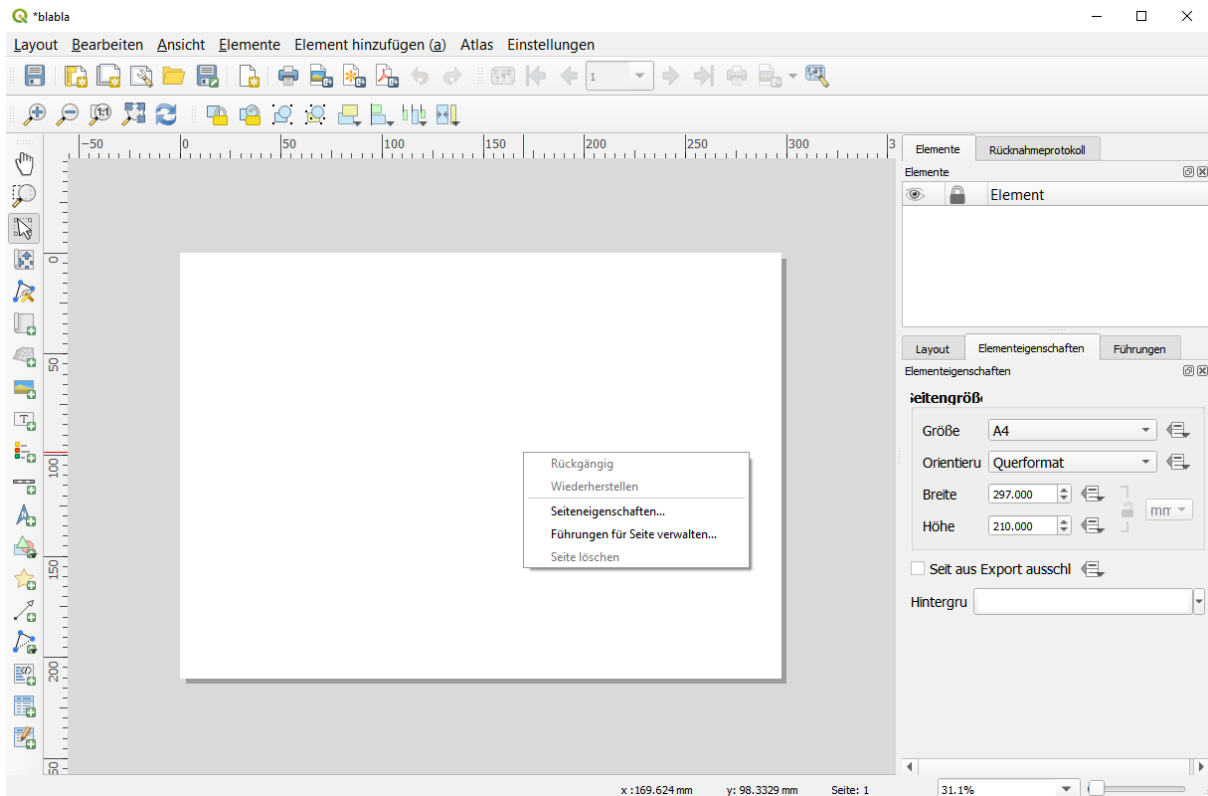 *blabla
Layout Bearbeiten Ansicht Elemente Element hinzufügen (a) Atlas Einstellungen
1
1:1
−50 0 50 100 150 200 250 300 3
Elemente Rücknahmeprotokoll
Elemente
Element
0
50
100
150
200
Layout Elementeigenschaften Führungen
Elementeigenschaften
Seitengröß
Größe A4
Orientieru Querformat
Breite 297.000
mm
Höhe 210.000
Seit aus Export ausschl
Hintergru
Rückgängig
Wiederherstellen
Seiteneigenschaften...
Führungen für Seite verwalten...
Seite löschen
x :169.624 mm y: 98.3329 mm Seite: 1 31.1%